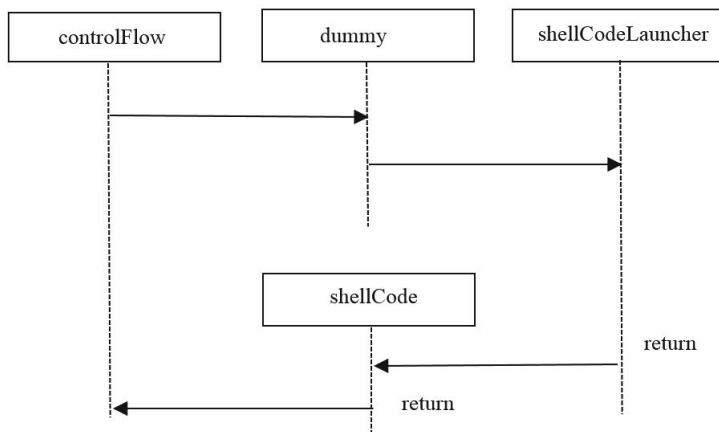 controlFlow
dummy
shellCodeLauncher
shellCode
return
return